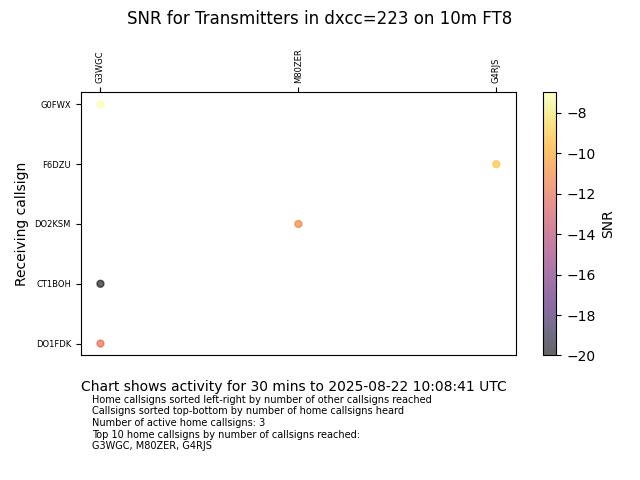 SNR for Transmitters in dxcc=223 on 10m FT8
G3WGC
M80ZER
G4RJS
G0FWX
F6DZU
DO2KSM
CT1BOH
DO1FDK
Receiving callsign
−8
−10
−12
−14
−16
−18
−20
SNR
Chart shows activity for 30 mins to 2025-08-22 10:08:41 UTC
Home callsigns sorted left-right by number of other callsigns reached
Callsigns sorted top-bottom by number of home callsigns heard
Number of active home callsigns: 3
Top 10 home callsigns by number of callsigns reached:
G3WGC, M80ZER, G4RJS